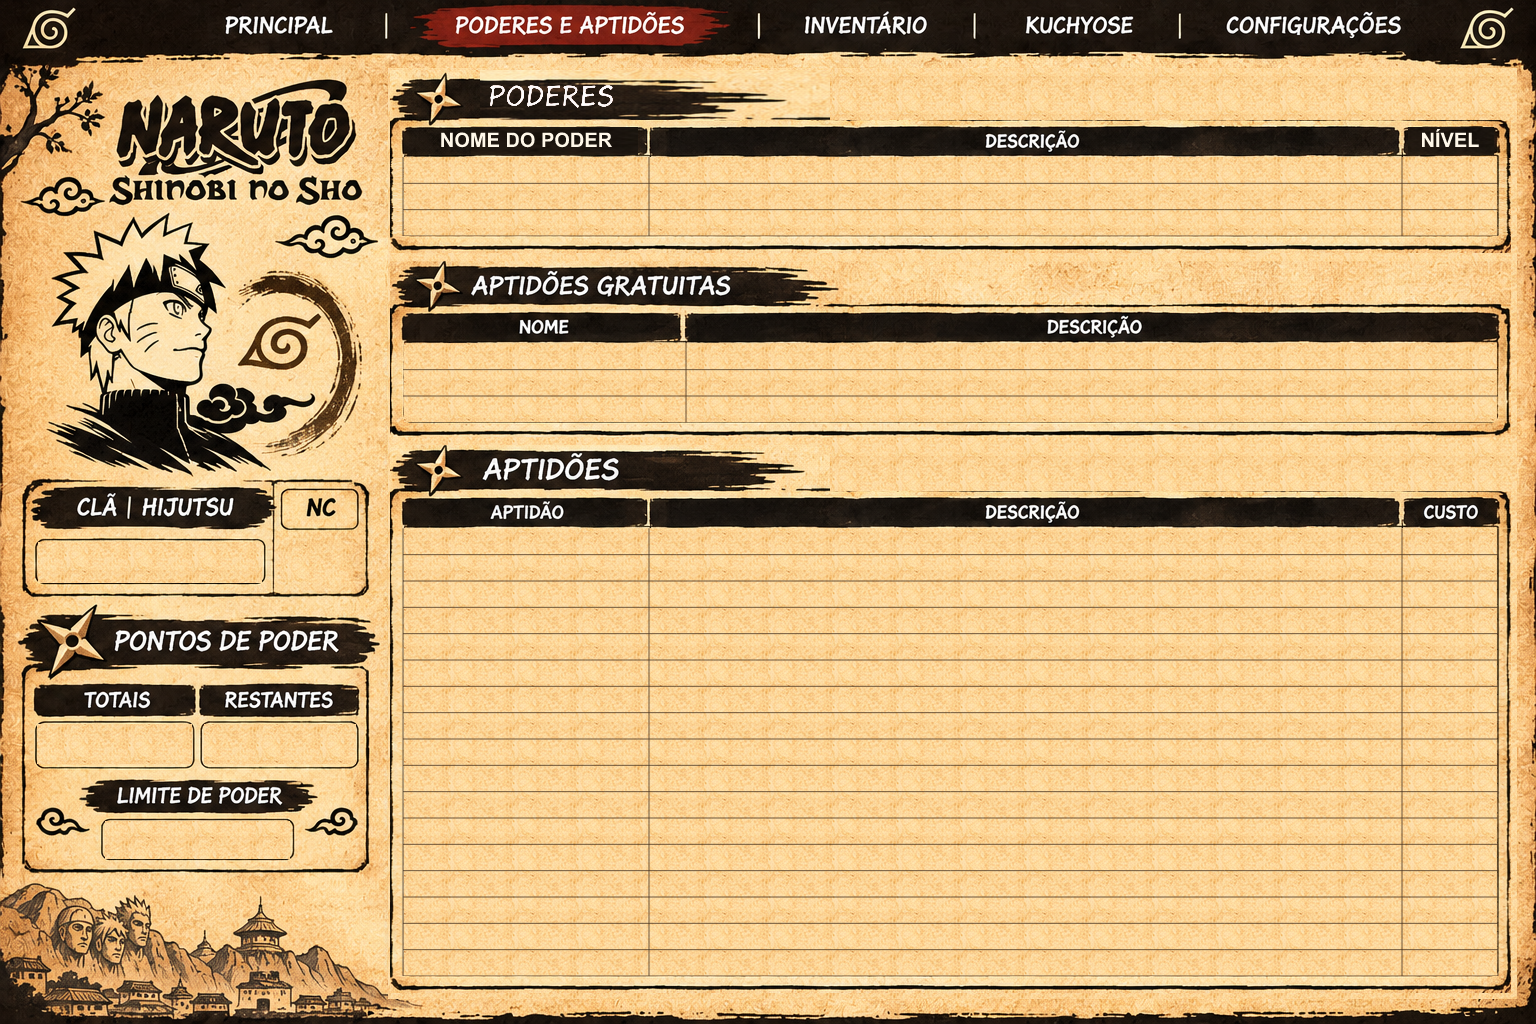 PRINCIPAL | PODERES E APTIDÕES | INVENTÁRIO | KUCHYOSE | CONFIGURAÇÕES
NARUTO
SHINOBI NO SHO
CLÃ | HIJUTSU
NC
PONTOS DE PODER
TOTAIS
RESTANTES
LIMITE DE PODER
PODERES
NOME DO PODER
DESCRIÇÃO
NÍVEL
APTIDÕES GRATUITAS
NOME
DESCRIÇÃO
APTIDÕES
APTIDÃO
DESCRIÇÃO
CUSTO